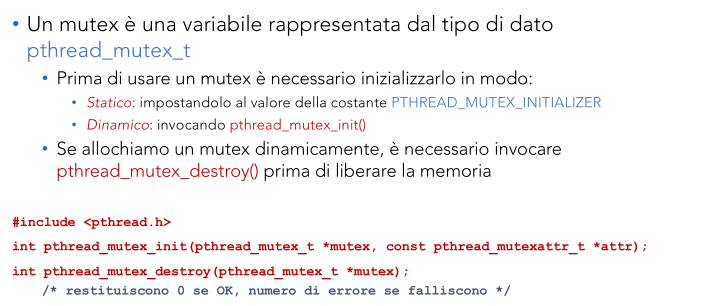 • Un mutex è una variabile rappresentata dal tipo di dato
pthread_mutex_t
• Prima di usare un mutex è necessario inizializzarlo in modo:
• Statico: impostandolo al valore della costante PTHREAD_MUTEX_INITIALIZER
• Dinamico: invocando pthread_mutex_init()
• Se allochiamo un mutex dinamicamente, è necessario invocare
pthread_mutex_destroy() prima di liberare la memoria
#include <pthread.h>
int pthread_mutex_init(pthread_mutex_t *mutex, const pthread_mutexattr_t *attr);
int pthread_mutex_destroy(pthread_mutex_t *mutex);
/* restituiscono 0 se OK, numero di errore se falliscono */